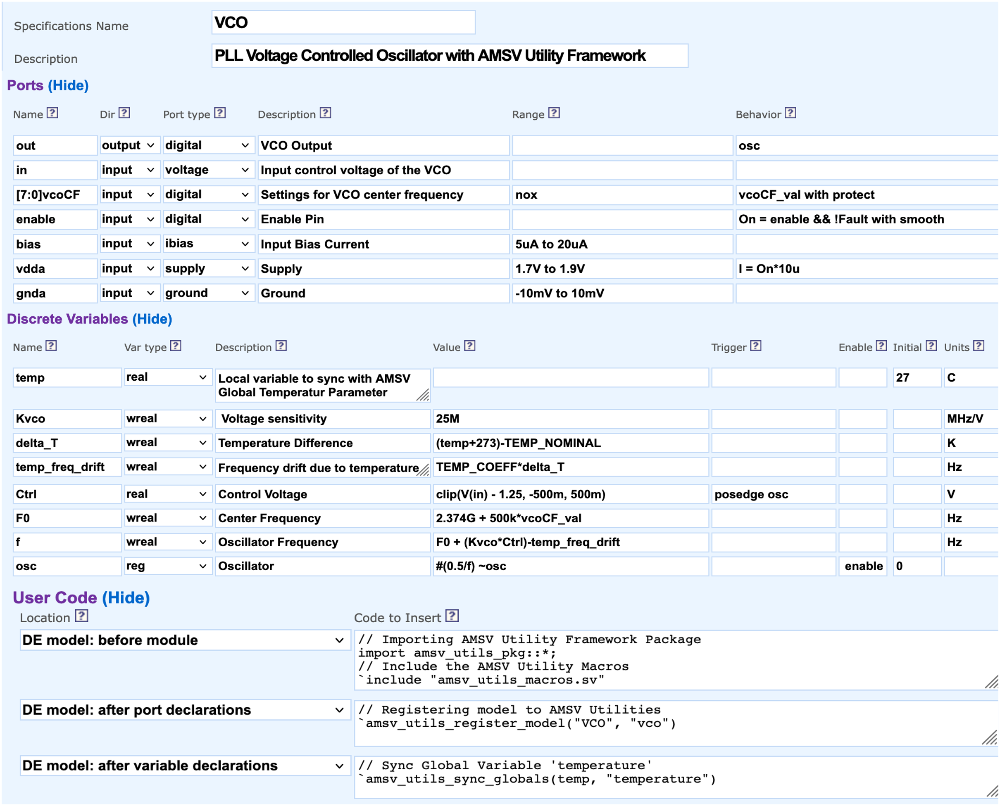 Specifications Name VCO
Description PLL Voltage Controlled Oscillator with AMSV Utility Framework
Ports (Hide)
Name ? Dir ? Port type ? Description ? Range ? Behavior ?
out output digital VCO Output osc
in input voltage Input control voltage of the VCO
[7:0]vcoCF input digital Settings for VCO center frequency nox vcoCF_val with protect
enable input digital Enable Pin On = enable && !Fault with smooth
bias input ibias Input Bias Current 5uA to 20uA
vdda input supply Supply 1.7V to 1.9V I = On*10u
gnda input ground Ground -10mV to 10mV
Discrete Variables (Hide)
Name ? Var type ? Description ? Value ? Trigger ? Enable ? Initial ? Units ?
temp real Local variable to sync with AMSV 27 C
Global Temperatur Parameter
Kvco wreal Voltage sensitivity 25M MHz/V
delta_T wreal Temperature Difference (temp+273)-TEMP_NOMINAL K
temp_freq_drift wreal Frequency drift due to temperature TEMP_COEFF*delta_T Hz
Ctrl real Control Voltage clip(V(in) - 1.25, -500m, 500m) posedge osc V
F0 wreal Center Frequency 2.374G + 500k*vcoCF_val Hz
f wreal Oscillator Frequency F0 + (Kvco*Ctrl)-temp_freq_drift Hz
osc reg Oscillator #(0.5/f) ~osc enable 0
User Code (Hide)
Location ? Code to Insert ?
DE model: before module // Importing AMSV Utility Framework Package
import amsv_utils_pkg::*;
// Include the AMSV Utility Macros
`include "amsv_utils_macros.sv"
DE model: after port declarations // Registering model to AMSV Utilities
`amsv_utils_register_model("VCO", "vco")
DE model: after variable declarations // Sync Global Variable 'temperature'
`amsv_utils_sync_globals(temp, "temperature")